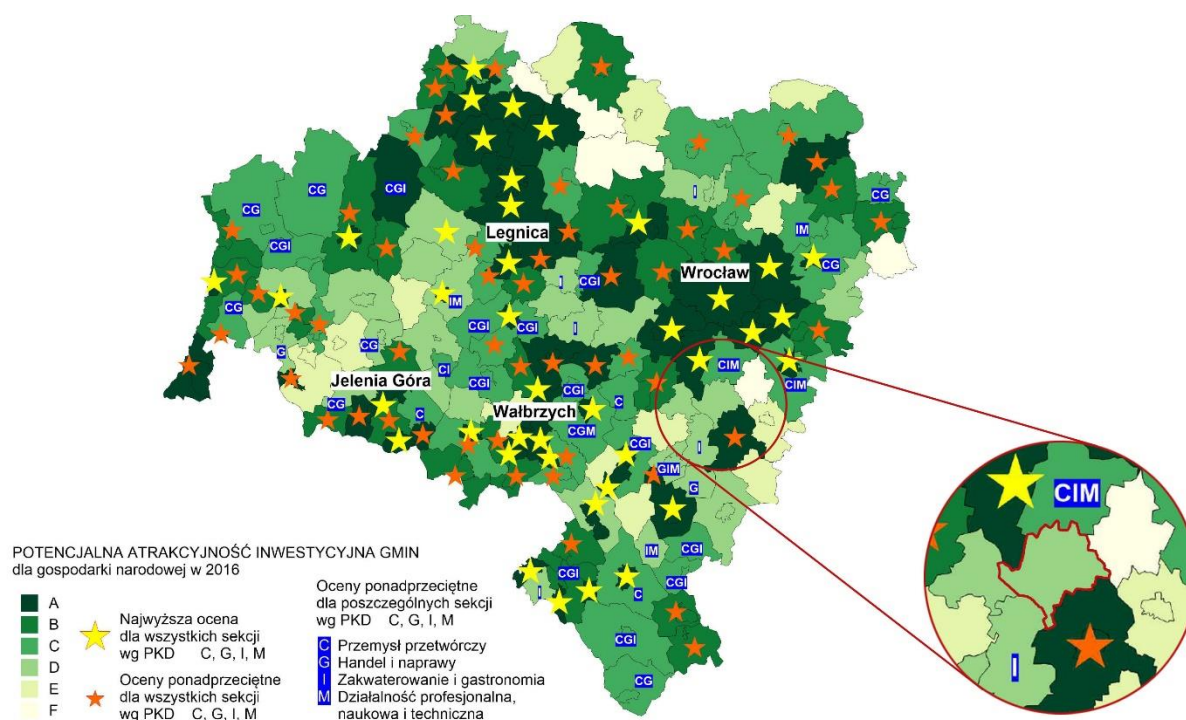 CG
CG
CGI
I
CG
CG
CGI
Legnica
IM
Wrocław
CG
I
CGI
CG
IM
CGI
CGI
I
G
CG
CI
CGI
CIM
CIM
Jelenia Góra
CGI
CG
C
Wałbrzych
C
CGM
CGI
I
GIM
G
CIM
I
IM
CGI
CGI
CGI
I
C
CGI
CG
POTENCJALNA ATRAKCYJNOŚĆ INWESTYCYJNA GMIN
dla gospodarki narodowej w 2016
A
B
C
D
E
F
Najwyższa ocena
dla wszystkich sekcji
wg PKD C, G, I, M
Oceny ponadprzeciętne
dla wszystkich sekcji
wg PKD C, G, I, M
Oceny ponadprzeciętne
dla poszczególnych sekcji
wg PKD C, G, I, M
C Przemysł przetwórczy
G Handel i naprawy
I Zakwaterowanie i gastronomia
M Działalność profesjonalna,
naukowa i techniczna